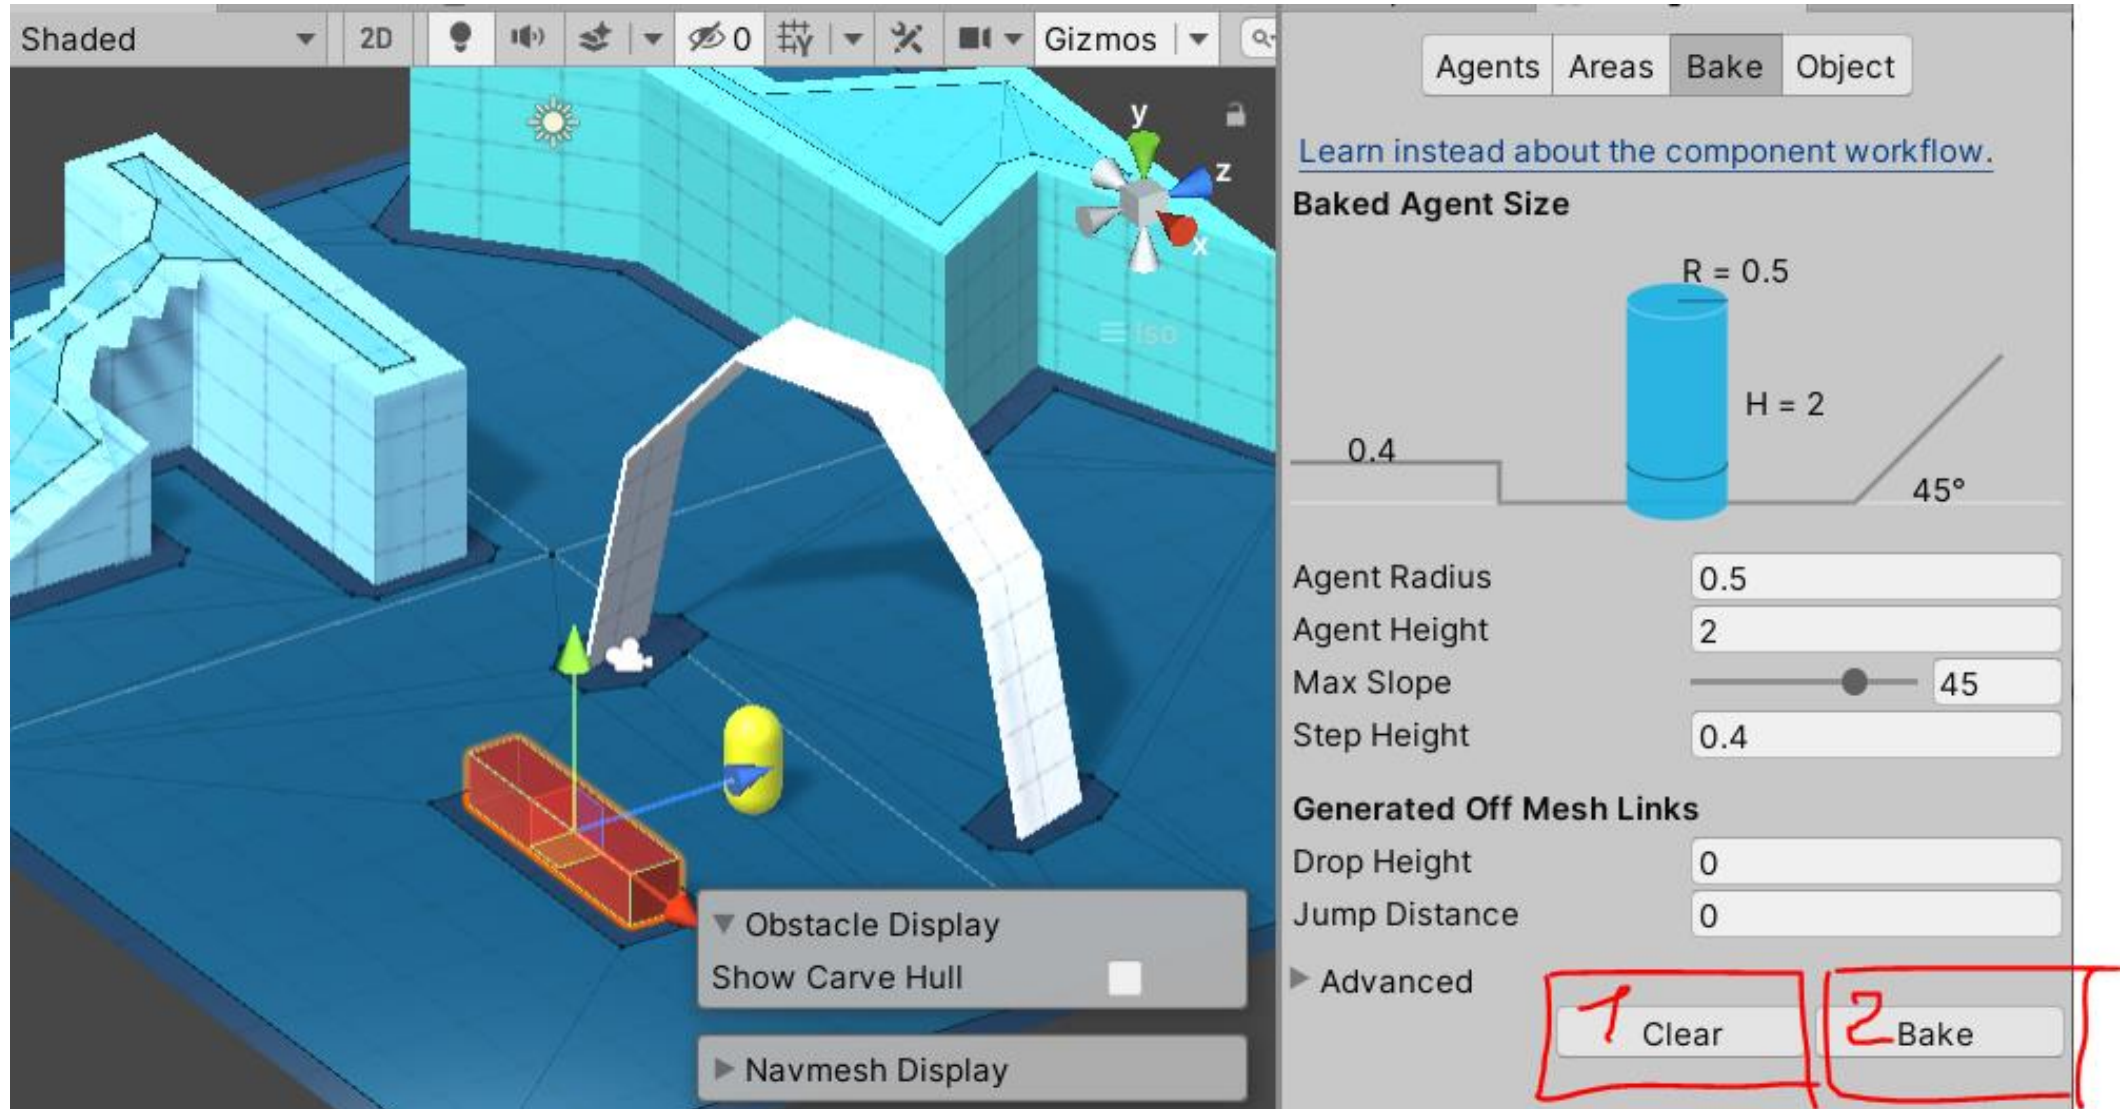 Shaded 2D 0 Gizmos
y
z
x
Iso
Obstacle Display
Show Carve Hull
Navmesh Display
Agents Areas Bake Object
Learn instead about the component workflow.
Baked Agent Size
R = 0.5
H = 2
0.4
45°
Agent Radius 0.5
Agent Height 2
Max Slope 45
Step Height 0.4
Generated Off Mesh Links
Drop Height 0
Jump Distance 0
Advanced
1 Clear 2 Bake